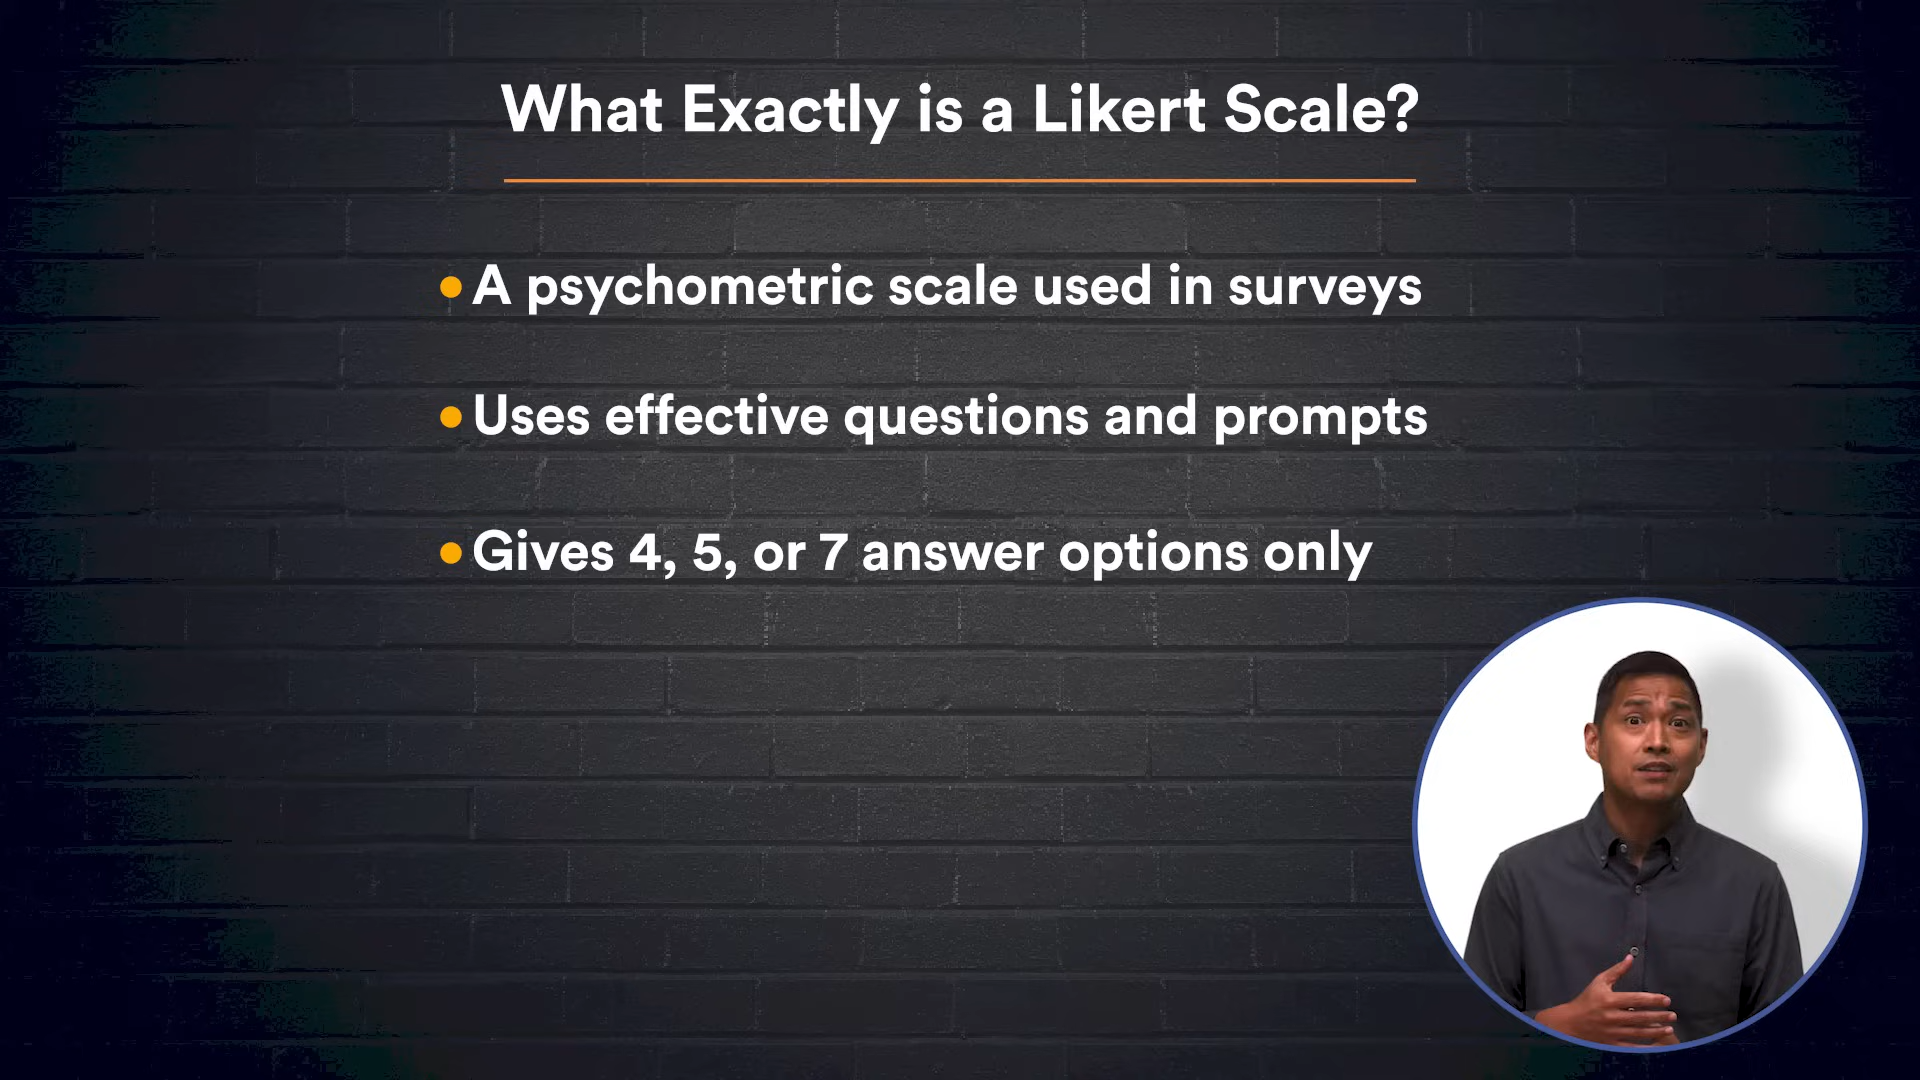 What Exactly is a Likert Scale?
• A psychometric scale used in surveys
• Uses effective questions and prompts
• Gives 4, 5, or 7 answer options only